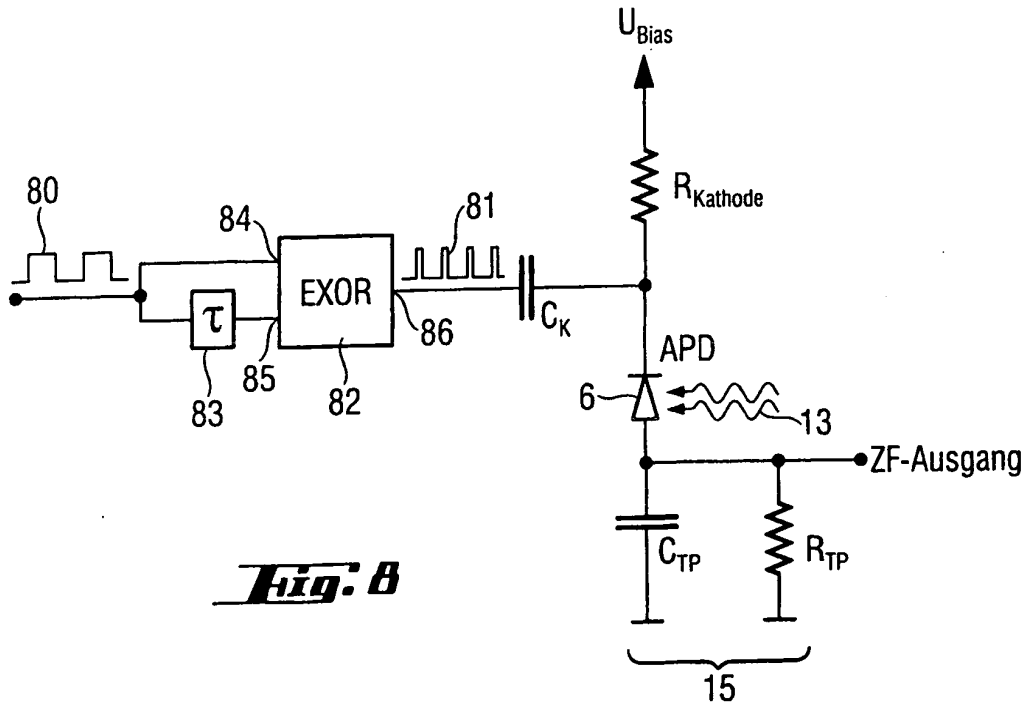 U_Bias
R_Kathode
80
84
81
EXOR
τ
83
85
82
86
C_K
APD
6
13
ZF-Ausgang
C_TP
R_TP
15
Fig. 8